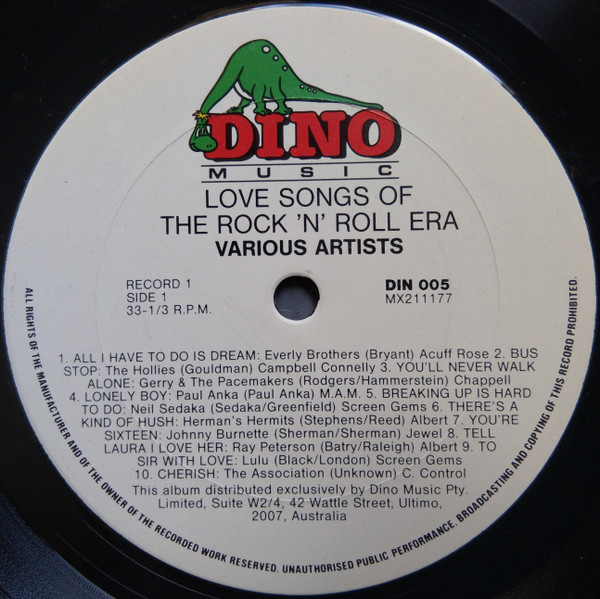 DINO
MUSIC
LOVE SONGS OF
THE ROCK 'N' ROLL ERA
VARIOUS ARTISTS
RECORD 1
SIDE 1
33-1/3 R.P.M.
DIN 005
MX211177
1. ALL I HAVE TO DO IS DREAM: Everly Brothers (Bryant) Acuff Rose 2. BUS
STOP: The Hollies (Gouldman) Campbell Connelly 3. YOU'LL NEVER WALK
ALONE: Gerry & The Pacemakers (Rodgers/Hammerstein) Chappell
4. LONELY BOY: Paul Anka (Paul Anka) M.A.M. 5. BREAKING UP IS HARD
TO DO: Neil Sedaka (Sedaka/Greenfield) Screen Gems 6. THERE'S A
KIND OF HUSH: Herman's Hermits (Stephens/Reed) Albert 7. YOU'RE
SIXTEEN: Johnny Burnette (Sherman/Sherman) Jewel 8. TELL
LAURA I LOVE HER: Ray Peterson (Batry/Raleigh) Albert 9. TO
SIR WITH LOVE: Lulu (Black/London) Screen Gems
10. CHERISH: The Association (Unknown) C. Control
This album distributed exclusively by Dino Music Pty.
Limited, Suite W2/4, 42 Wattle Street, Ultimo,
2007, Australia
ALL RIGHTS OF THE MANUFACTURER AND OF THE OWNER OF THE RECORDED WORK RESERVED. UNAUTHORISED PUBLIC PERFORMANCE, BROADCASTING AND COPYING OF THIS RECORD PROHIBITED.